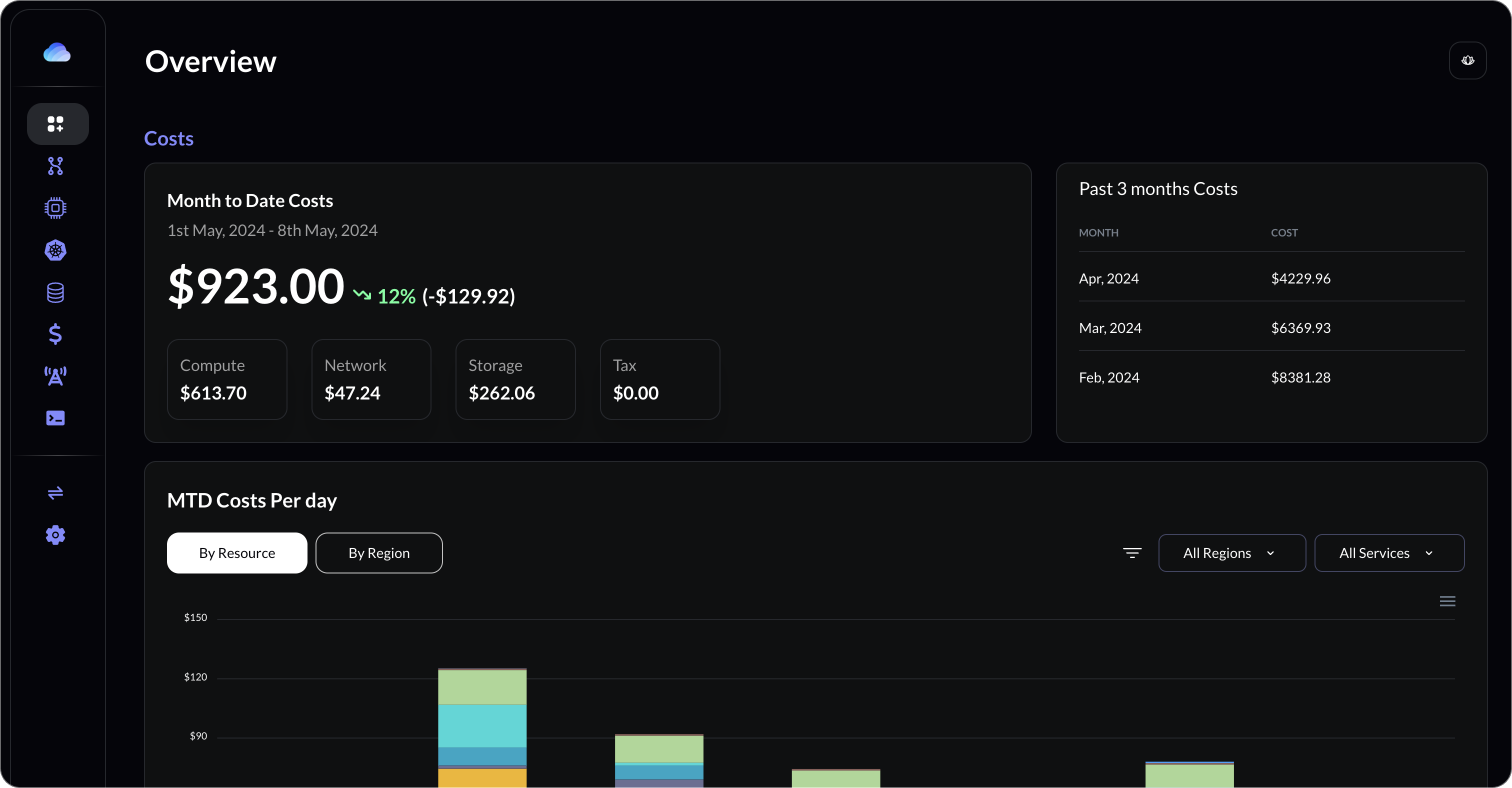 Overview
Costs
Month to Date Costs
1st May, 2024 - 8th May, 2024
$923.00 12% (-$129.92)
Compute
$613.70
Network
$47.24
Storage
$262.06
Tax
$0.00
Past 3 months Costs
MONTH COST
Apr, 2024 $4229.96
Mar, 2024 $6369.93
Feb, 2024 $8381.28
MTD Costs Per day
By Resource By Region All Regions All Services
$150
$120
$90